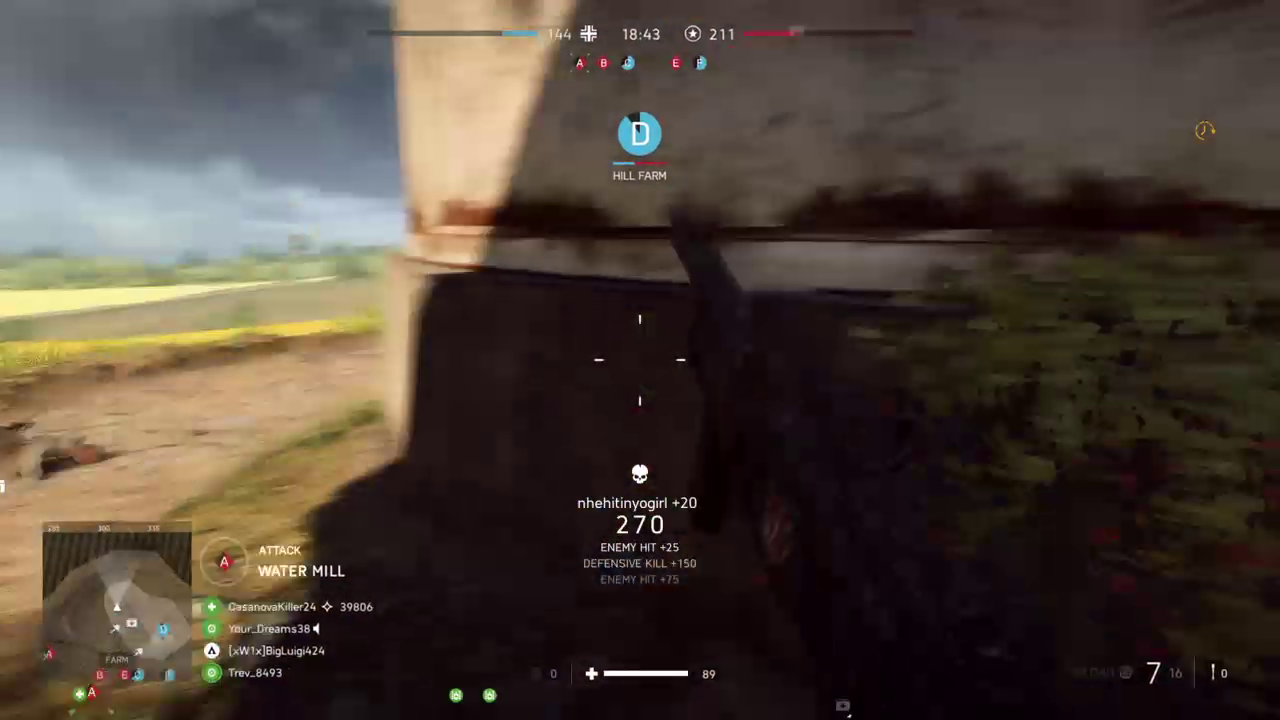 144 18:43 211
A B C E F
D
HILL FARM
nhehitinyogirl +20
270
ENEMY HIT +25
DEFENSIVE KILL +150
ENEMY HIT +75
300
A
ATTACK
WATER MILL
CasanovaKiller24 39806
Your_Dreams38
[xW1x]BigLuigi424
Trev_8493
D
A
FARM
B E
A
0
89
7 16
0